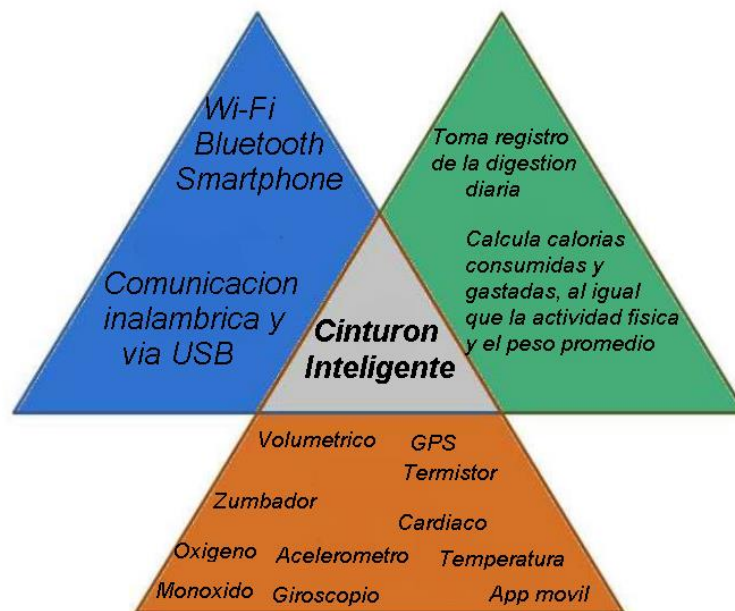 Wi-Fi
Bluetooth
Smartphone
Comunicacion
inalambrica y
via USB
Toma registro
de la digestion
diaria
Calcula calorias
consumidas y
gastadas, al igual
que la actividad fisica
y el peso promedio
Cinturon
Inteligente
Volumetrico GPS
Termistor
Zumbador
Cardiaco
Oxigeno Acelerometro Temperatura
Monoxido Giroscopio App movil